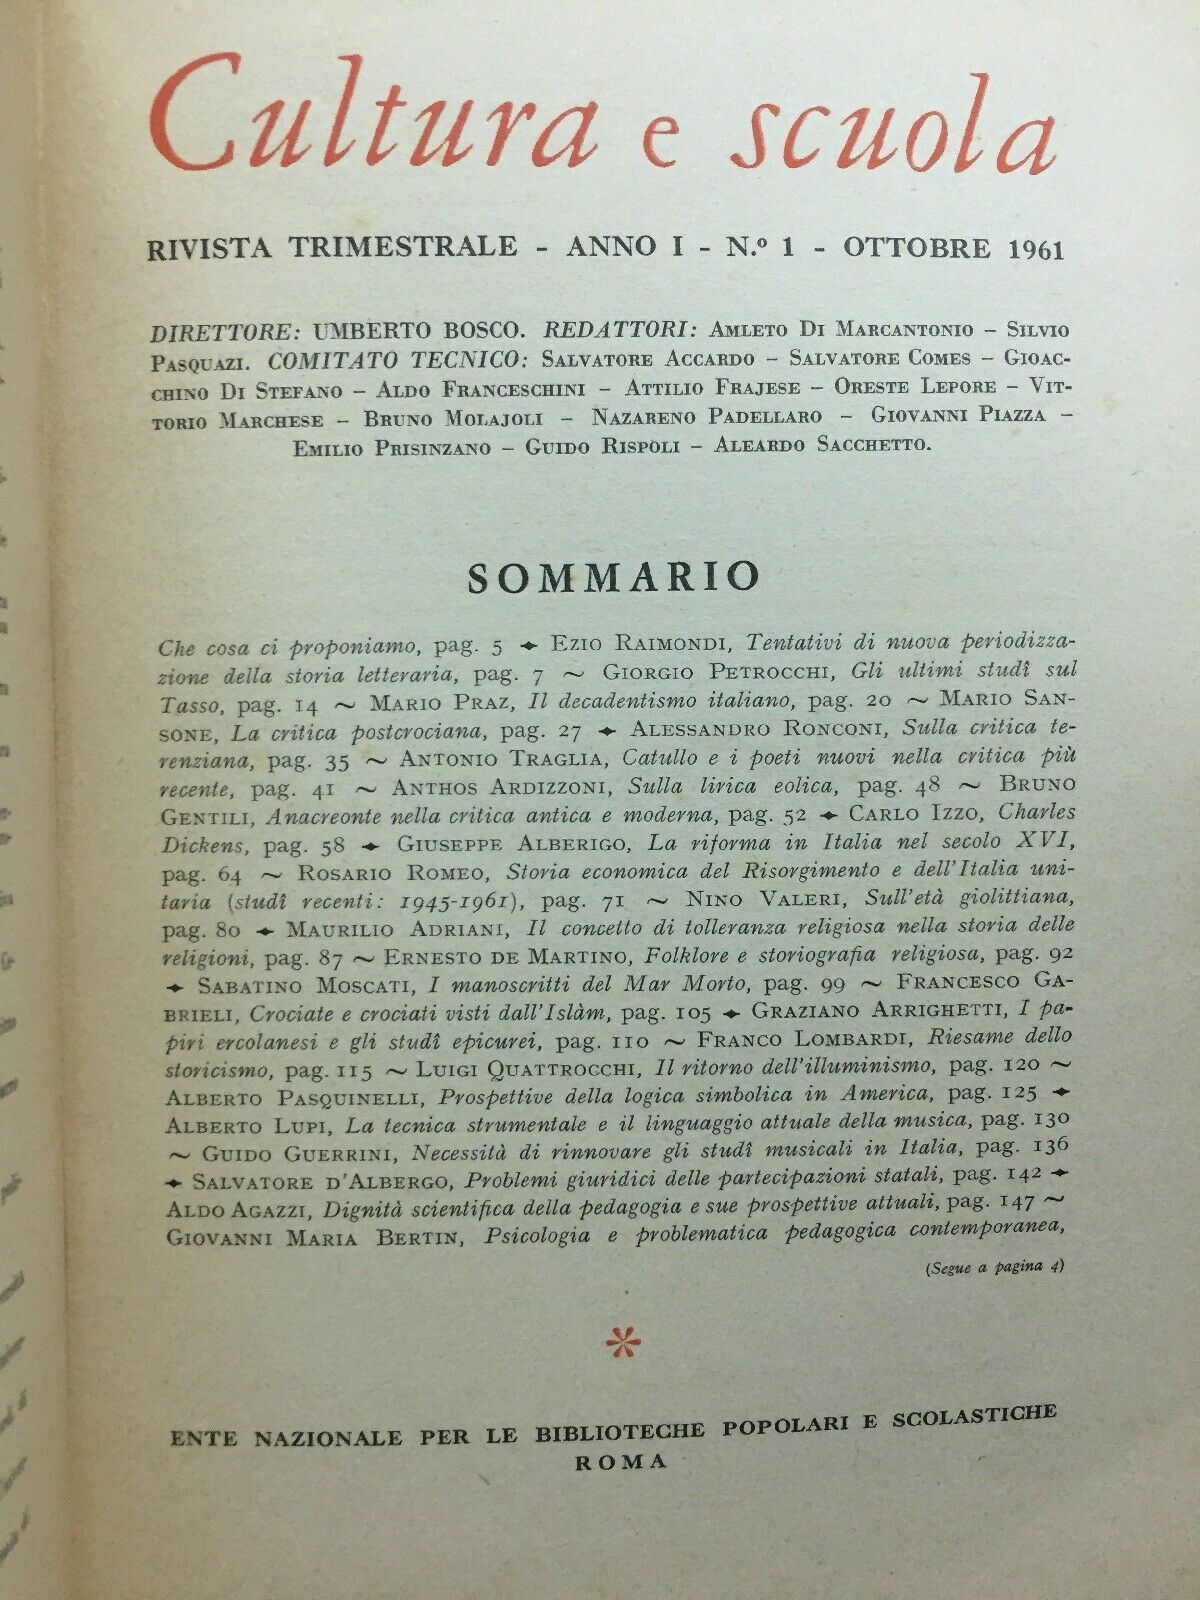 Cultura e scuola
RIVISTA TRIMESTRALE - ANNO I - N.º 1 - OTTOBRE 1961
DIRETTORE: UMBERTO BOSCO. REDATTORI: AMLETO DI MARCANTONIO – SILVIO
PASQUAZI. COMITATO TECNICO: SALVATORE ACCARDO – SALVATORE COMES – GIOAC-
CHINO DI STEFANO – ALDO FRANCESCHINI – ATTILIO FRAJESE – ORESTE LEPORE – VIT-
TORIO MARCHESE – BRUNO MOLAJOLI – NAZARENO PADELLARO – GIOVANNI PIAZZA –
EMILIO PRISINZANO – GUIDO RISPOLI – ALEARDO SACCHETTO.
SOMMARIO
Che cosa ci proponiamo, pag. 5 ✦ EZIO RAIMONDI, Tentativi di nuova periodizza-
zione della storia letteraria, pag. 7 ~ GIORGIO PETROCCHI, Gli ultimi studî sul
Tasso, pag. 14 ~ MARIO PRAZ, Il decadentismo italiano, pag. 20 ~ MARIO SAN-
SONE, La critica postcrociana, pag. 27 ✦ ALESSANDRO RONCONI, Sulla critica te-
renziana, pag. 35 ~ ANTONIO TRAGLIA, Catullo e i poeti nuovi nella critica più
recente, pag. 41 ~ ANTHOS ARDIZZONI, Sulla lirica eolica, pag. 48 ~ BRUNO
GENTILI, Anacreonte nella critica antica e moderna, pag. 52 ✦ CARLO IZZO, Charles
Dickens, pag. 58 ✦ GIUSEPPE ALBERIGO, La riforma in Italia nel secolo XVI,
pag. 64 ~ ROSARIO ROMEO, Storia economica del Risorgimento e dell'Italia uni-
taria (studî recenti: 1945-1961), pag. 71 ~ NINO VALERI, Sull'età giolittiana,
pag. 80 ✦ MAURILIO ADRIANI, Il concetto di tolleranza religiosa nella storia delle
religioni, pag. 87 ~ ERNESTO DE MARTINO, Folklore e storiografia religiosa, pag. 92
✦ SABATINO MOSCATI, I manoscritti del Mar Morto, pag. 99 ~ FRANCESCO GA-
BRIELI, Crociate e crociati visti dall'Islàm, pag. 105 ✦ GRAZIANO ARRIGHETTI, I pa-
piri ercolanesi e gli studî epicurei, pag. 110 ~ FRANCO LOMBARDI, Riesame dello
storicismo, pag. 115 ~ LUIGI QUATTROCCHI, Il ritorno dell'illuminismo, pag. 120 ~
ALBERTO PASQUINELLI, Prospettive della logica simbolica in America, pag. 125 ✦
ALBERTO LUPI, La tecnica strumentale e il linguaggio attuale della musica, pag. 130
~ GUIDO GUERRINI, Necessità di rinnovare gli studî musicali in Italia, pag. 136
✦ SALVATORE D'ALBERGO, Problemi giuridici delle partecipazioni statali, pag. 142 ✦
ALDO AGAZZI, Dignità scientifica della pedagogia e sue prospettive attuali, pag. 147 ~
GIOVANNI MARIA BERTIN, Psicologia e problematica pedagogica contemporanea,
(Segue a pagina 4)
*
ENTE NAZIONALE PER LE BIBLIOTECHE POPOLARI E SCOLASTICHE
ROMA